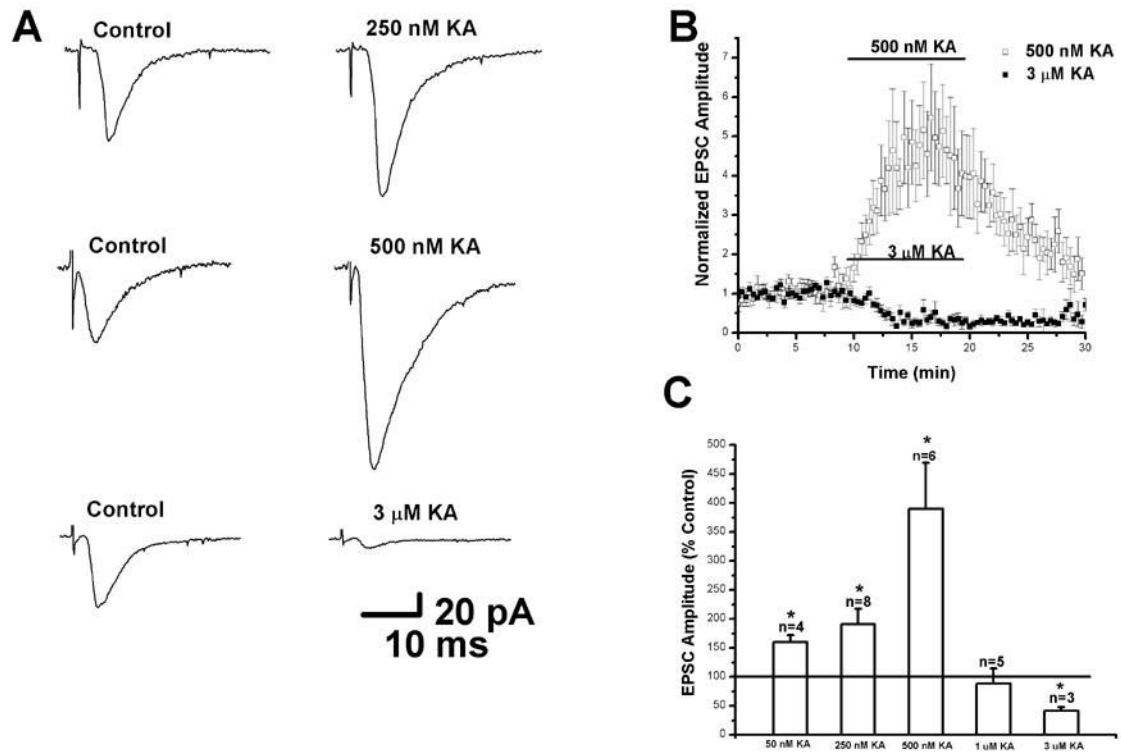 A
Control
250 nM KA
Control
500 nM KA
Control
3 μM KA
20 pA
10 ms
B
500 nM KA
500 nM KA
3 μM KA
3 μM KA
Normalized EPSC Amplitude
7
6
5
4
3
2
1
0
0 5 10 15 20 25 30
Time (min)
C
EPSC Amplitude (% Control)
500
450
400
350
300
250
200
150
100
50
0
*
n=4
*
n=8
*
n=6
n=5
*
n=3
50 nM KA 250 nM KA 500 nM KA 1 uM KA 3 uM KA